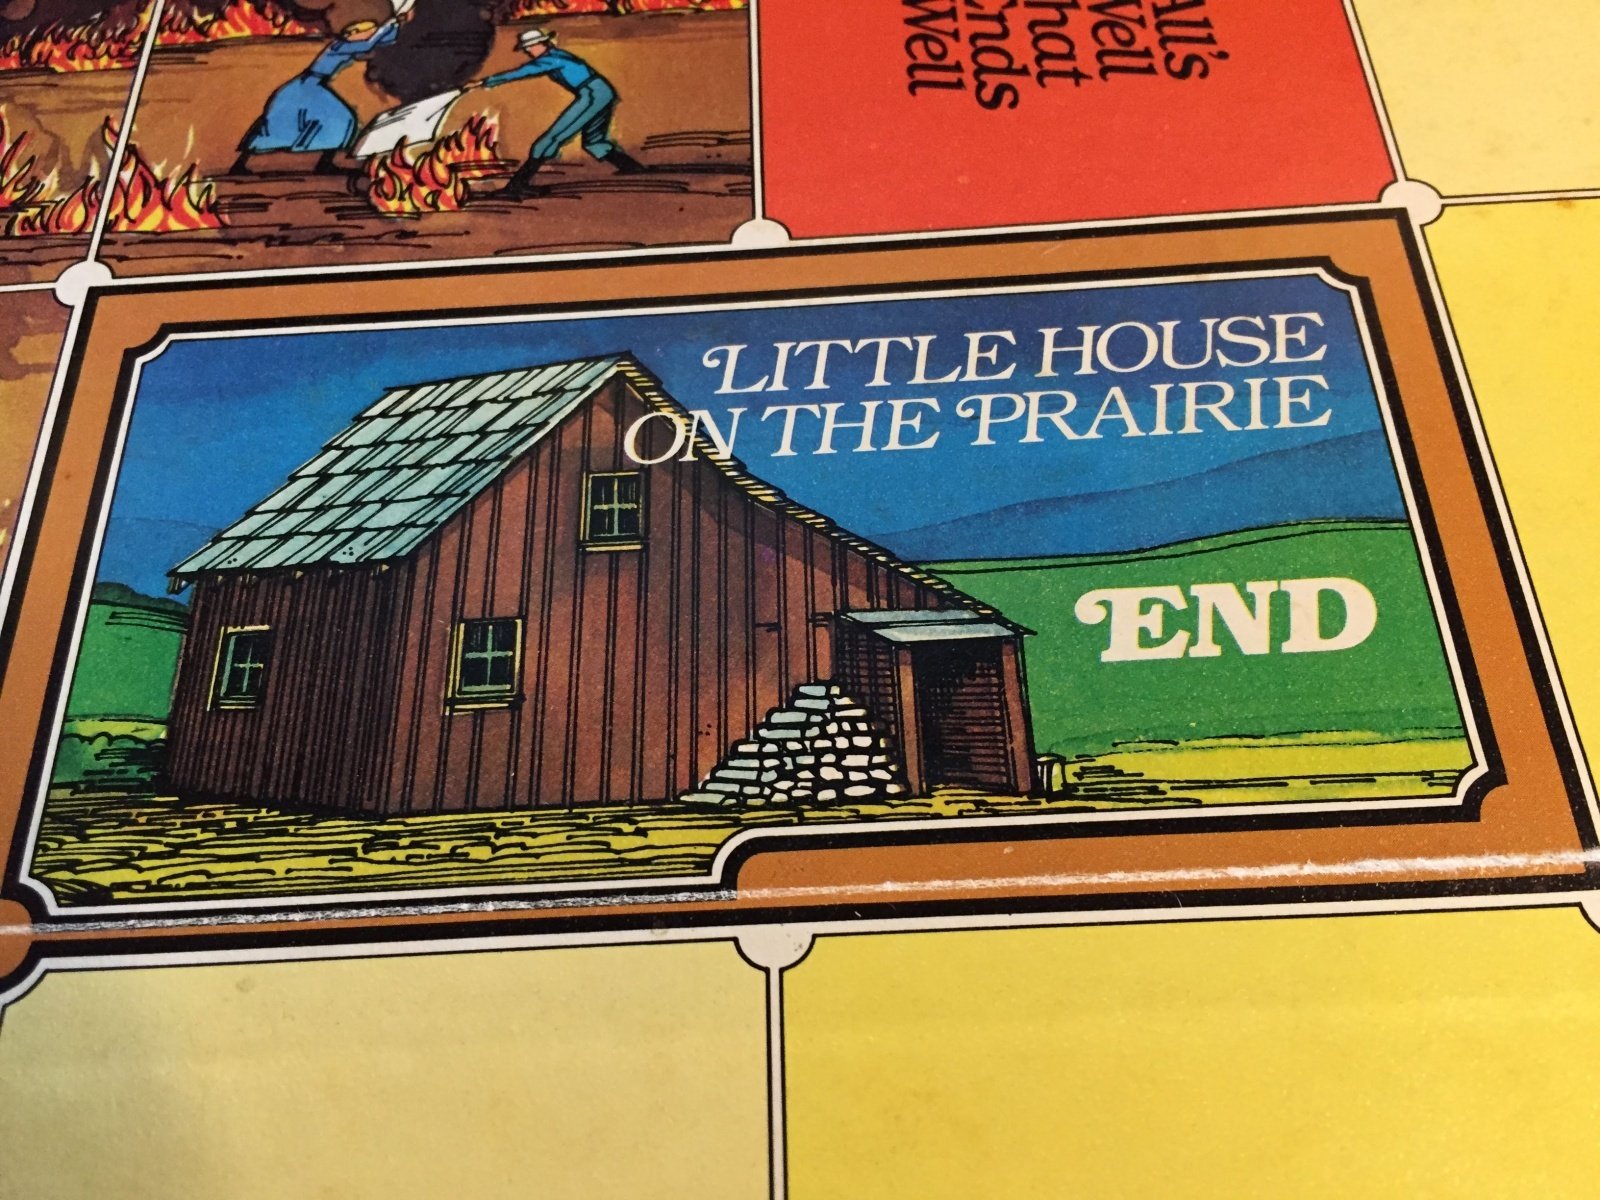 All's
Well
That
Ends
Well
LITTLE HOUSE
ON THE PRAIRIE
END